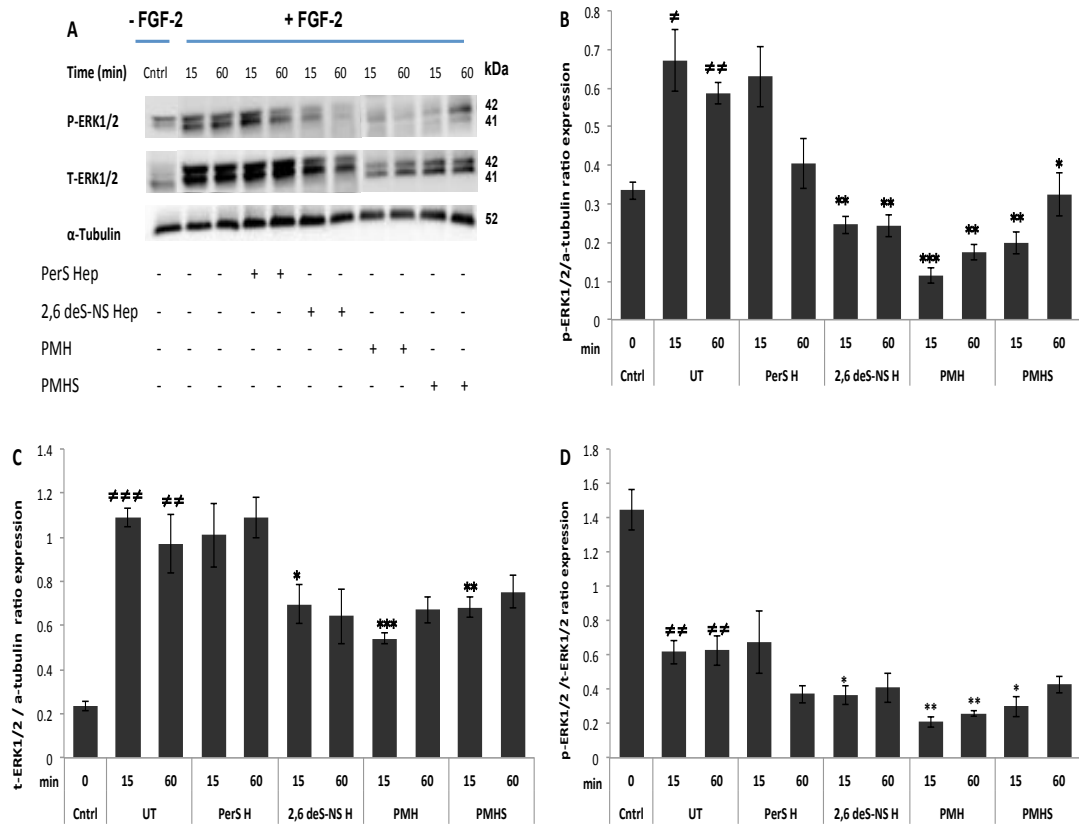 A
- FGF-2 + FGF-2
Time (min) Cntrl 15 60 15 60 15 60 15 60 15 60 kDa
P-ERK1/2 42
41
T-ERK1/2 42
41
α-Tubulin 52
PerS Hep - - - + + - - - - - -
2,6 deS-NS Hep - - - - - + + - - - -
PMH - - - - - - - + + - -
PMHS - - - - - - - - - + +
B
p-ERK1/2/a-tubulin ratio expression
0.8
0.7
0.6
0.5
0.4
0.3
0.2
0.1
0
≠ ≠≠ ** ** *** ** ** *
min 0 15 60 15 60 15 60 15 60 15 60
Cntrl UT PerS H 2,6 deS-NS H PMH PMHS
C
t-ERK1/2 / a-tubulin ratio expression
1.4
1.2
1
0.8
0.6
0.4
0.2
0
≠≠≠ ≠≠ * *** **
min 0 15 60 15 60 15 60 15 60 15 60
Cntrl UT PerS H 2,6 deS-NS H PMH PMHS
D
p-ERK1/2 /t-ERK1/2 ratio expression
1.8
1.6
1.4
1.2
1
0.8
0.6
0.4
0.2
0
≠≠ ≠≠ * ** ** *
min 0 15 60 15 60 15 60 15 60 15 60
Cntrl UT PerS H 2,6 deS-NS H PMH PMHS